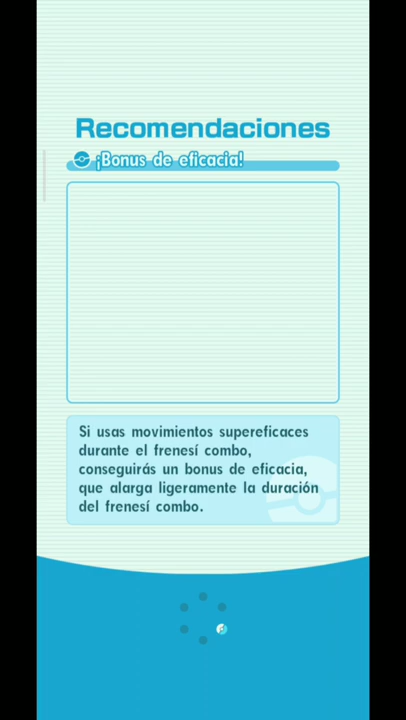 Recomendaciones
¡Bonus de eficacia!
Si usas movimientos supereficaces
durante el frenesí combo,
conseguirás un bonus de eficacia,
que alarga ligeramente la duración
del frenesí combo.